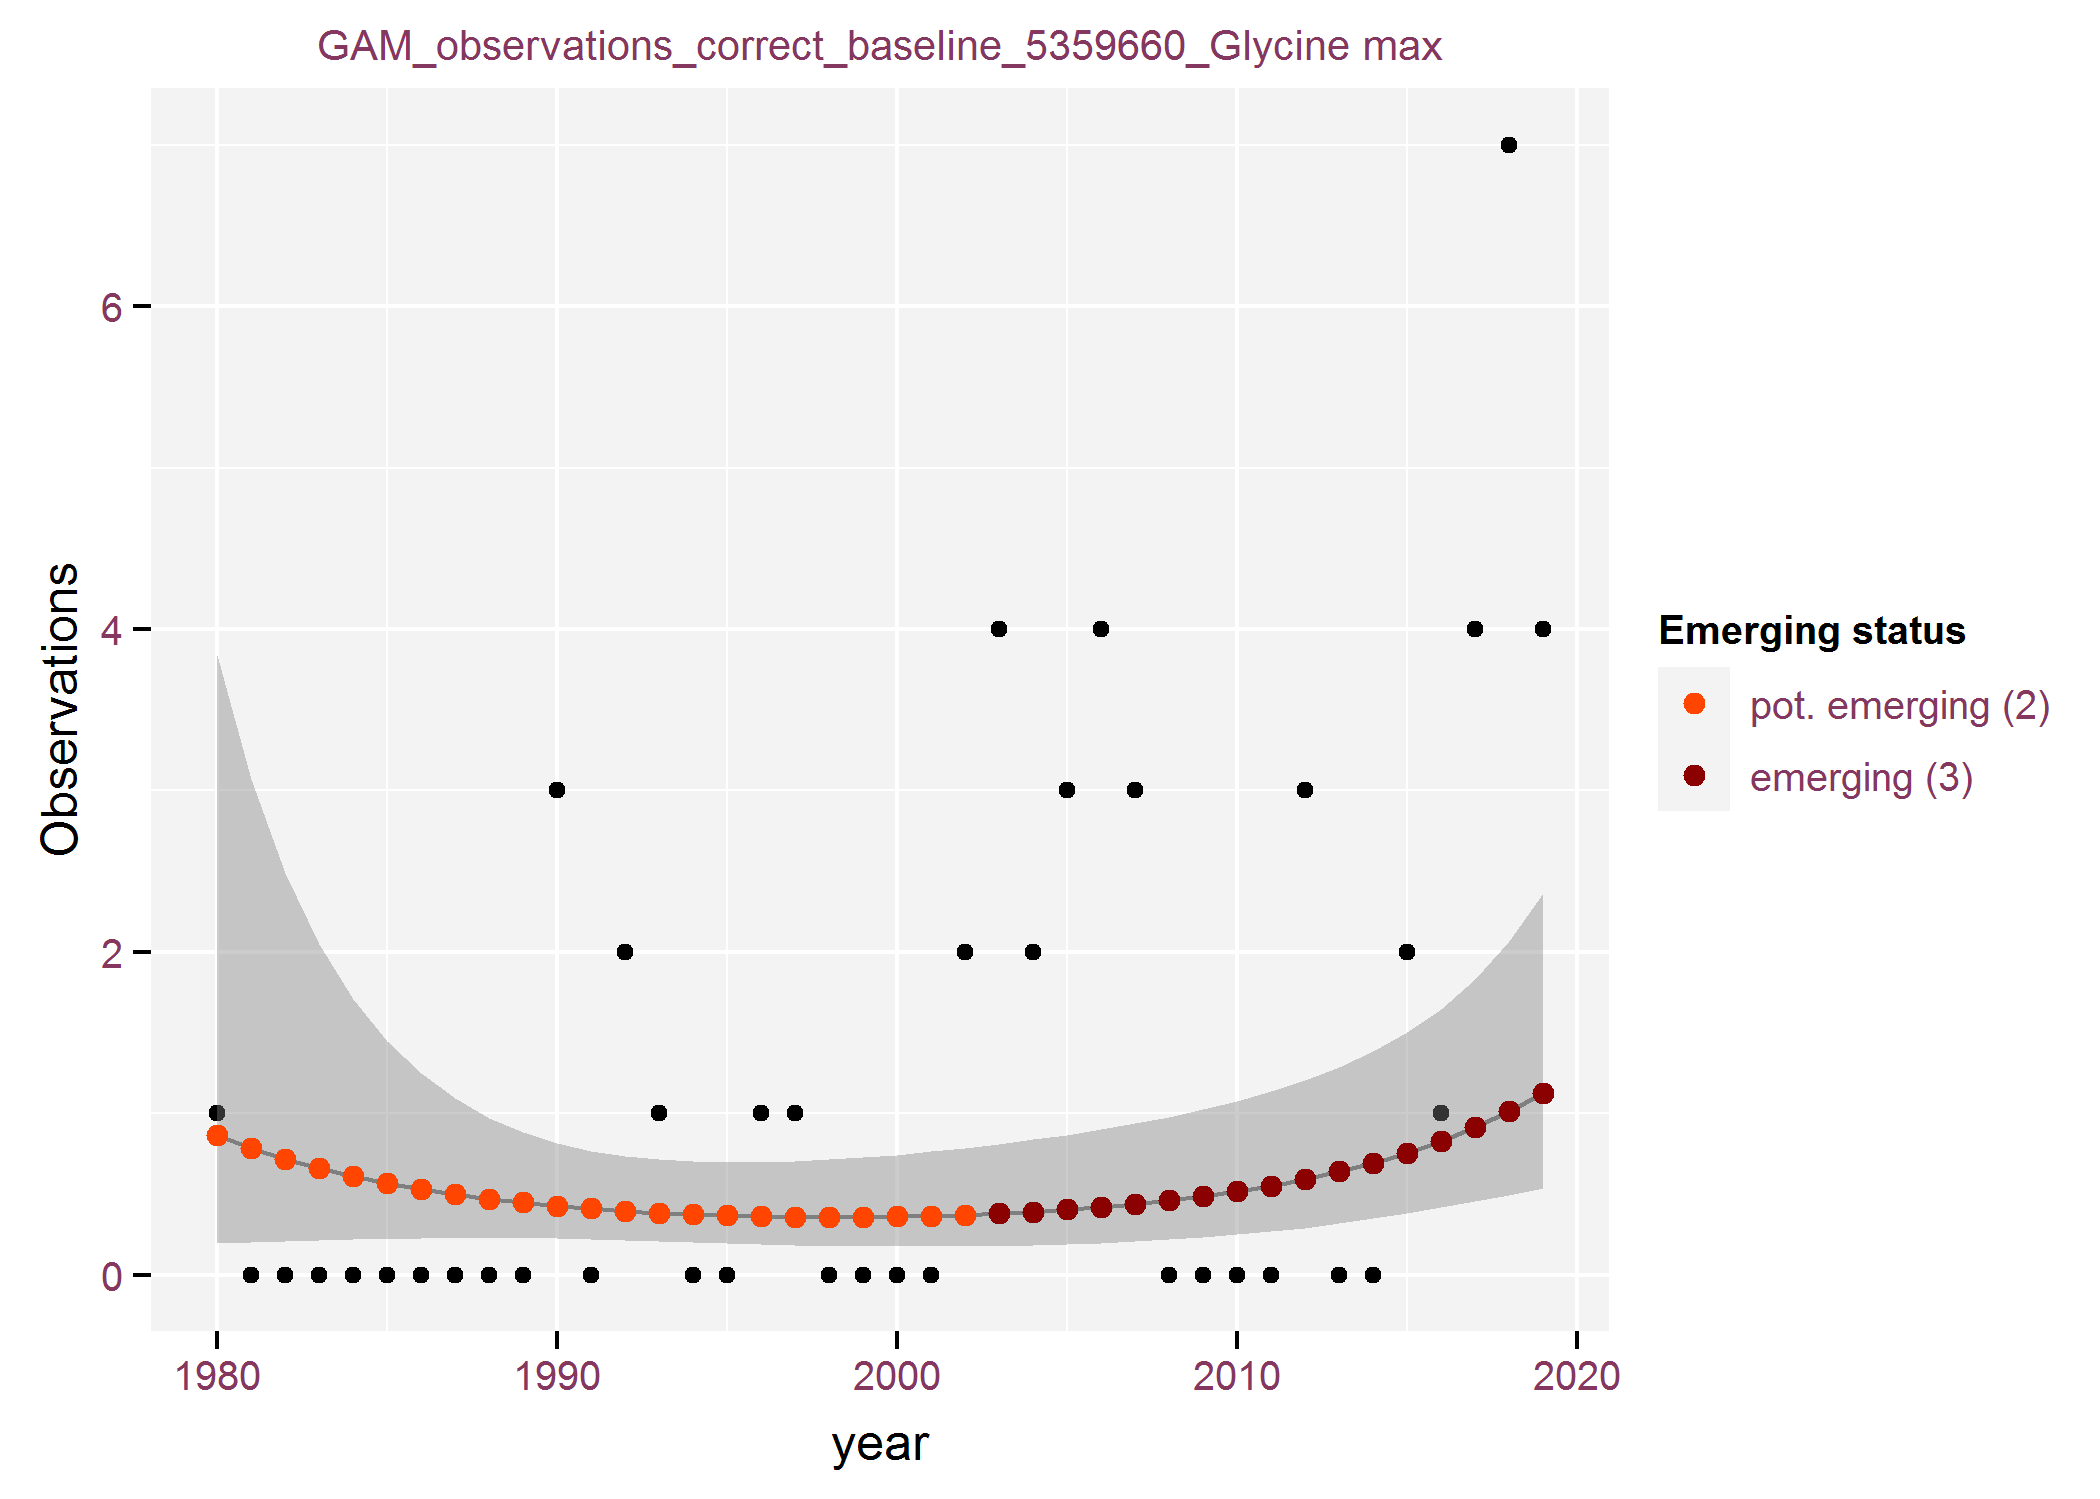 GAM_observations_correct_baseline_5359660_Glycine max
Observations
6
4
2
0
1980
1990
2000
2010
2020
year
Emerging status
pot. emerging (2)
emerging (3)